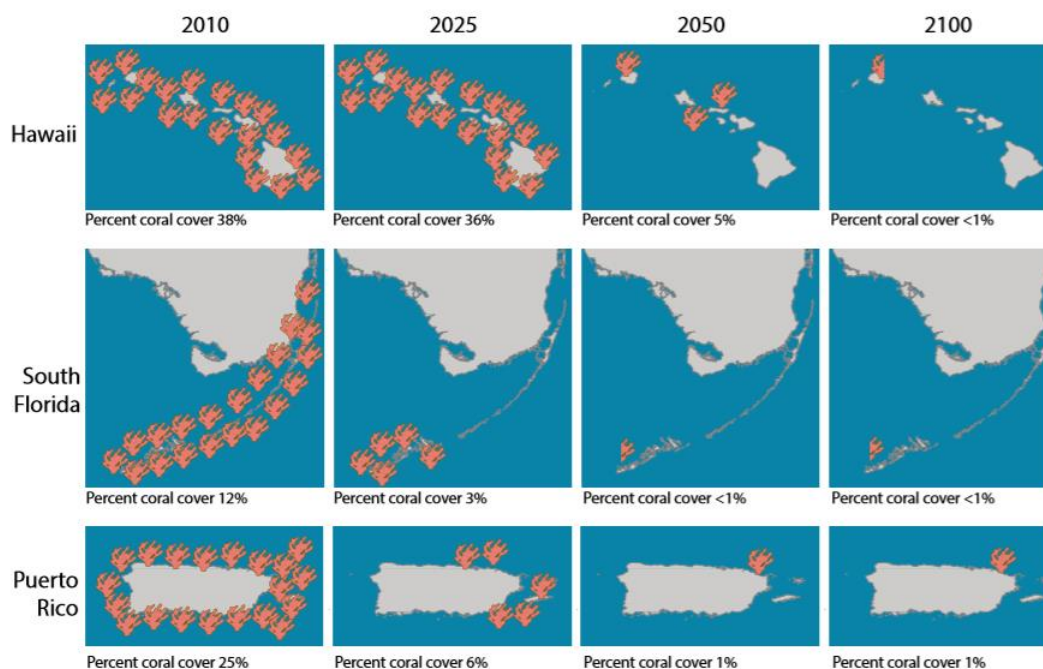 2010 2025 2050 2100
Hawaii
Percent coral cover 38% Percent coral cover 36% Percent coral cover 5% Percent coral cover <1%
South
Florida
Percent coral cover 12% Percent coral cover 3% Percent coral cover <1% Percent coral cover <1%
Puerto
Rico
Percent coral cover 25% Percent coral cover 6% Percent coral cover 1% Percent coral cover 1%